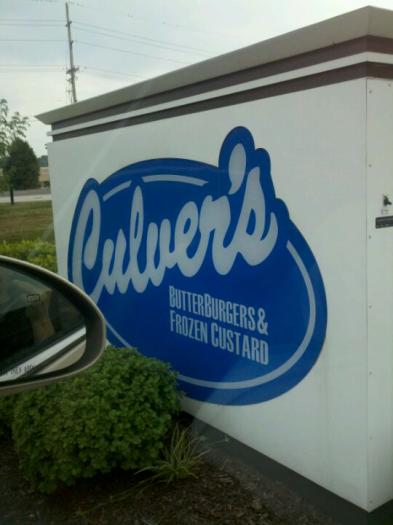 Culver's
BUTTERBURGERS &
FROZEN CUSTARD